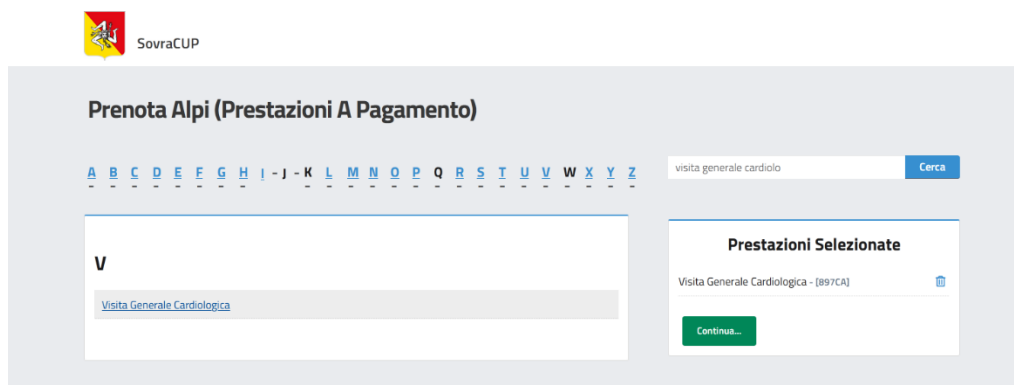 SovraCUP
Prenota Alpi (Prestazioni A Pagamento)
A B C D E F G H I - J - K L M N O P Q R S T U V W X Y Z
visita generale cardiolo
Cerca
V
Visita Generale Cardiologica
Prestazioni Selezionate
Visita Generale Cardiologica - [897CA]
Continua...